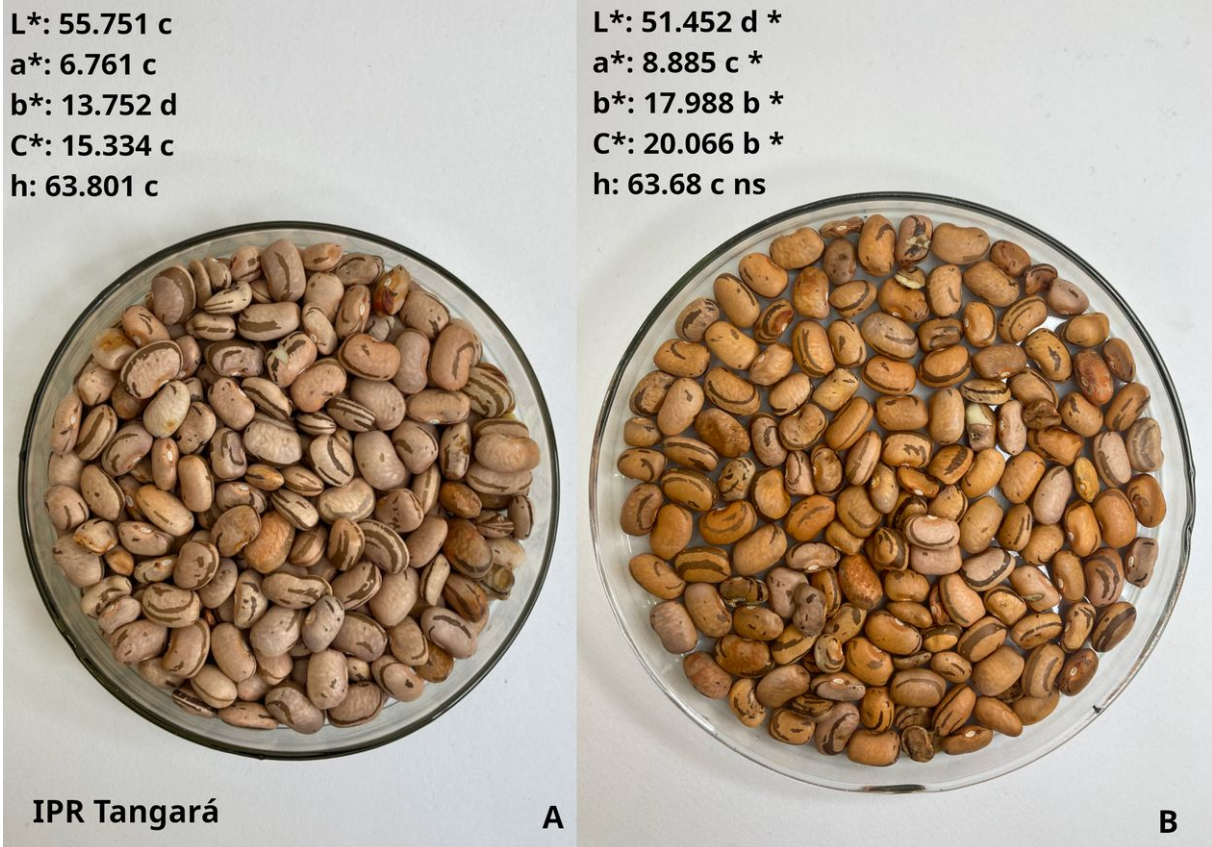 L*: 55.751 c
a*: 6.761 c
b*: 13.752 d
C*: 15.334 c
h: 63.801 c
L*: 51.452 d *
a*: 8.885 c *
b*: 17.988 b *
C*: 20.066 b *
h: 63.68 c ns
IPR Tangará
A
B